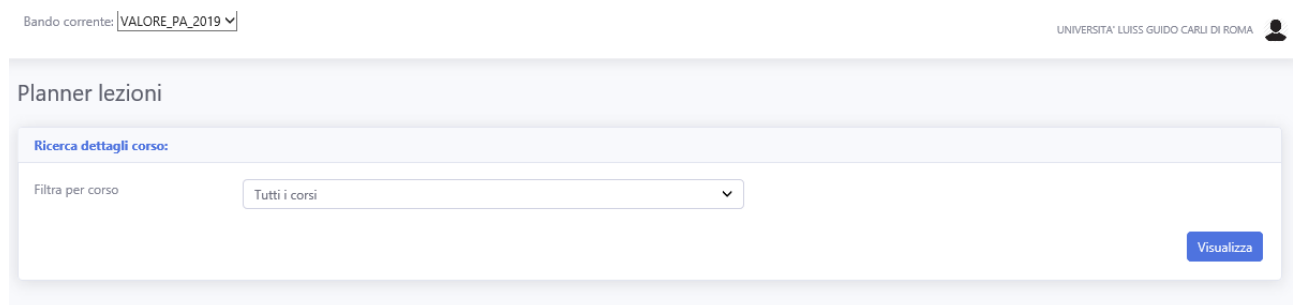 Bando corrente: VALORE_PA_2019
UNIVERSITA' LUISS GUIDO CARLI DI ROMA
Planner lezioni
Ricerca dettagli corso:
Filtra per corso Tutti i corsi
Visualizza